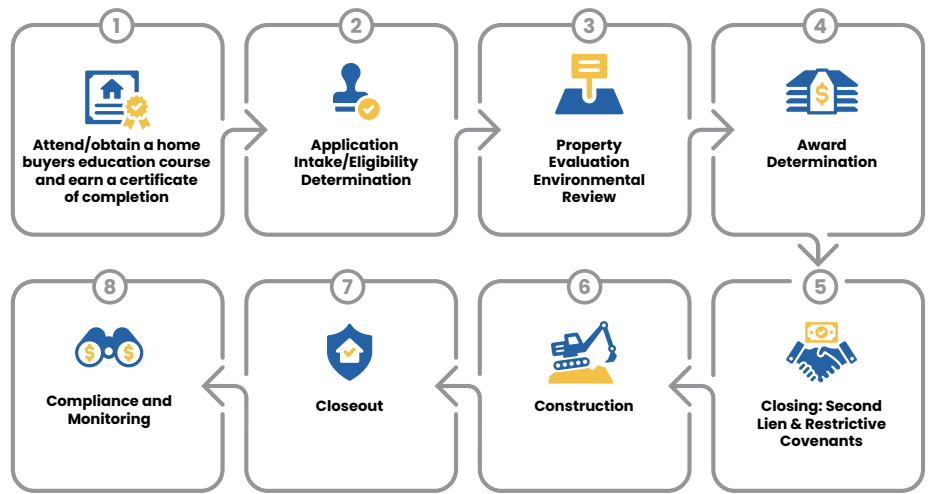 1
Attend/obtain a home
buyers education course
and earn a certificate
of completion
2
Application
Intake/Eligibility
Determination
3
Property
Evaluation
Environmental
Review
4
$
Award
Determination
5
Closing: Second
Lien & Restrictive
Covenants
6
Construction
7
Closeout
8
$ $
Compliance and
Monitoring